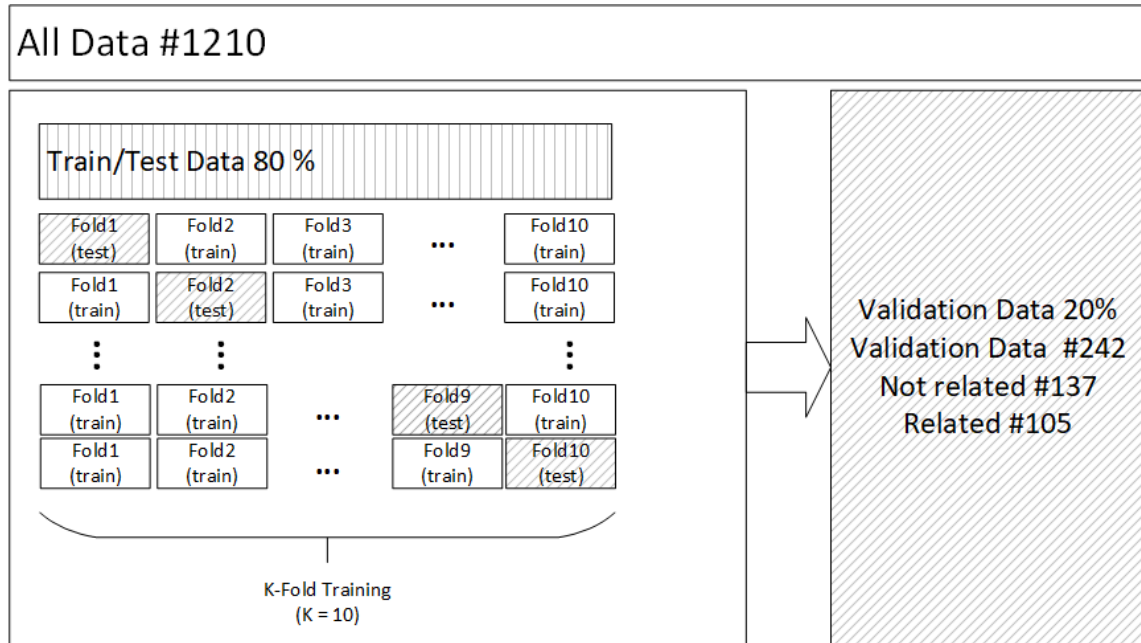 All Data #1210
Train/Test Data 80 %
Fold1 Fold2 Fold3 ... Fold10
(test) (train) (train) (train)
Fold1 Fold2 Fold3 ... Fold10
(train) (test) (train) (train)
Fold1 Fold2 ... Fold9 Fold10
(train) (train) (test) (train)
Fold1 Fold2 ... Fold9 Fold10
(train) (train) (train) (test)
K-Fold Training
(K = 10)
Validation Data 20%
Validation Data #242
Not related #137
Related #105